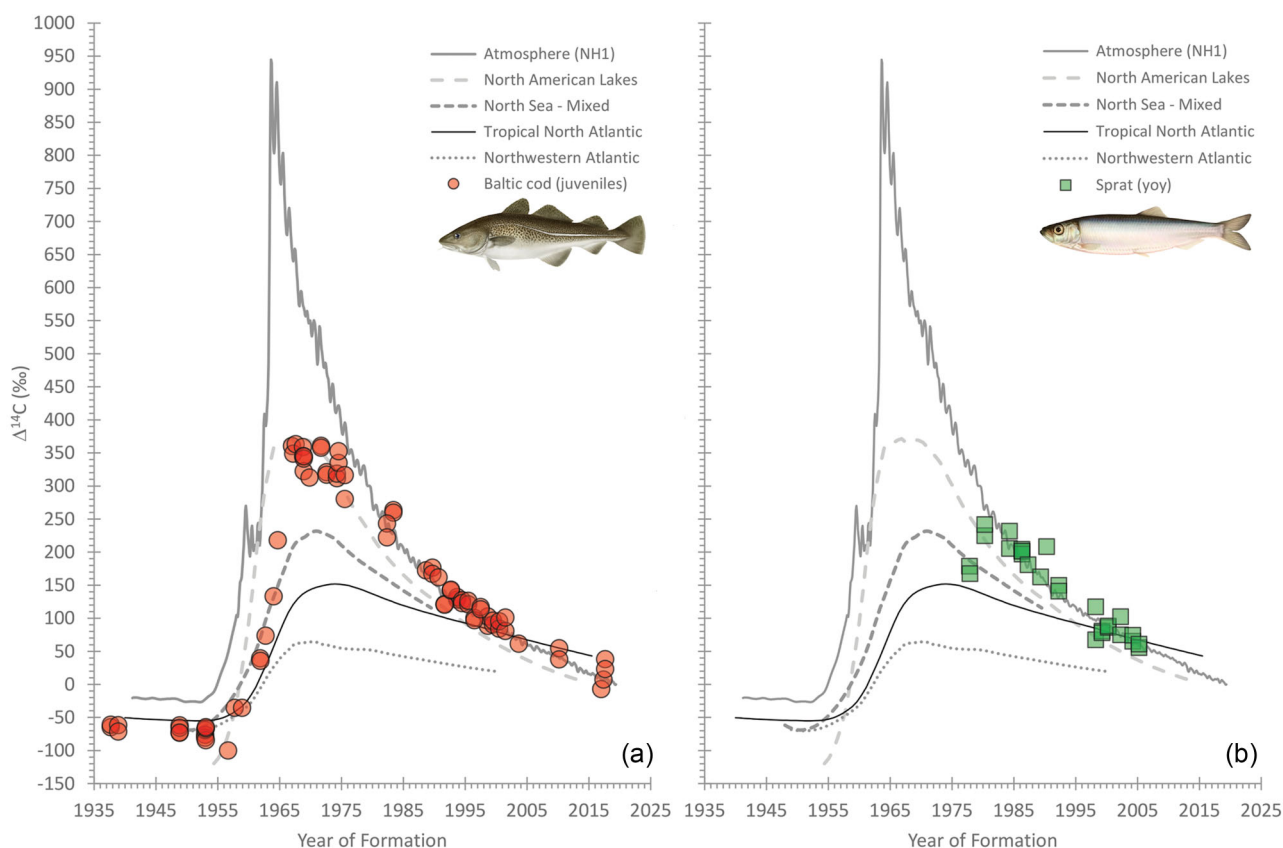 1000
950
900
850
800
750
700
650
600
550
500
450
400
350
300
250
200
150
100
50
0
-50
-100
-150
Δ¹⁴C (‰)
Atmosphere (NH1)
North American Lakes
North Sea - Mixed
Tropical North Atlantic
Northwestern Atlantic
Baltic cod (juveniles)
(a)
1935 1945 1955 1965 1975 1985 1995 2005 2015 2025
Year of Formation
Atmosphere (NH1)
North American Lakes
North Sea - Mixed
Tropical North Atlantic
Northwestern Atlantic
Sprat (yoy)
(b)
1935 1945 1955 1965 1975 1985 1995 2005 2015 2025
Year of Formation